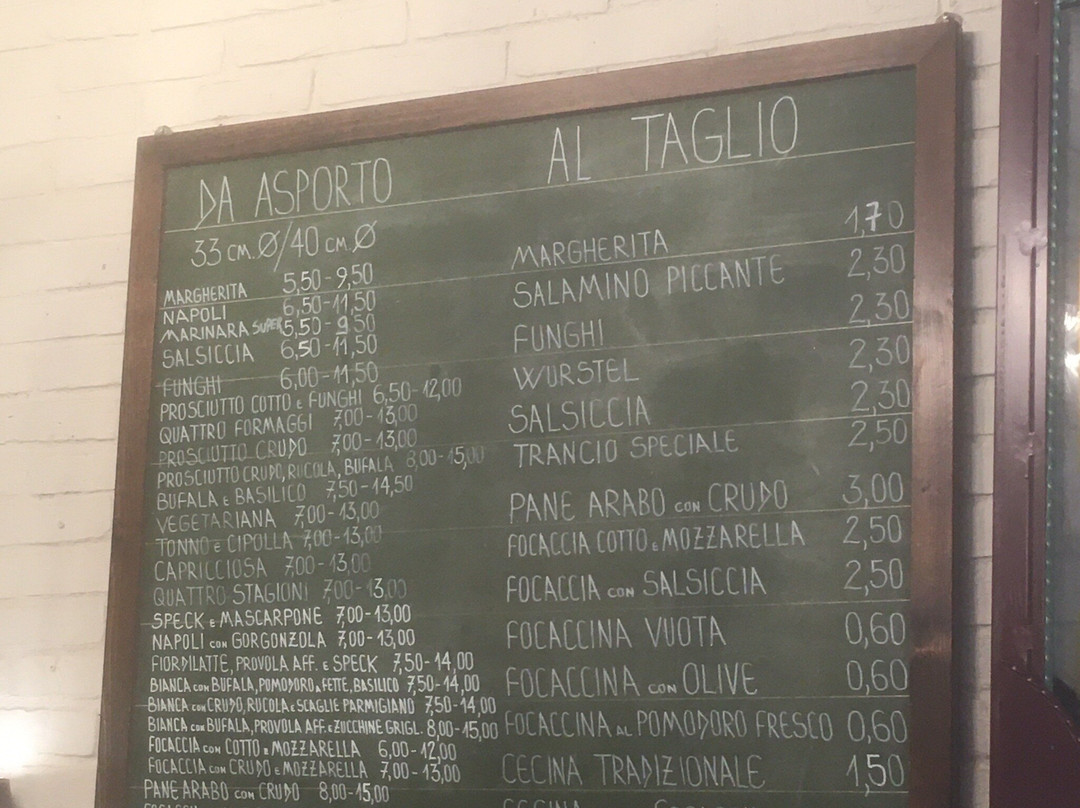 DA ASPORTO
33 CM. Ø/40 CM. Ø
MARGHERITA 5,50-9,50
NAPOLI 6,50-11,50
MARINARA SUPER 5,50-9,50
SALSICCIA 6,50-11,50
FUNGHI 6,00-11,50
PROSCIUTTO COTTO E FUNGHI 6,50-12,00
QUATTRO FORMAGGI 7,00-13,00
PROSCIUTTO CRUDO 7,00-13,00
PROSCIUTTO CRUDO, RUCOLA, BUFALA 8,00-15,00
BUFALA E BASILICO 7,50-14,50
VEGETARIANA 7,00-13,00
TONNO E CIPOLLA 7,00-13,00
CAPRICCIOSA 7,00-13,00
QUATTRO STAGIONI 7,00-13,00
SPECK E MASCARPONE 7,00-13,00
NAPOLI CON GORGONZOLA 7,00-13,00
FIORDILATTE, PROVOLA AFF. E SPECK 7,50-14,00
BIANCA CON BUFALA, POMODORO A FETTE, BASILICO 7,50-14,00
BIANCA CON CRUDO, RUCOLA E SCAGLIE PARMIGIANO 7,50-14,00
BIANCA CON BUFALA, PROVOLA AFF. E ZUCCHINE GRIGL. 8,00-15,00
FOCACCIA CON COTTO E MOZZARELLA 6,00-12,00
FOCACCIA CON CRUDO E MOZZARELLA 7,00-13,00
PANE ARABO CON CRUDO 8,00-15,00
AL TAGLIO
MARGHERITA 1,70
SALAMINO PICCANTE 2,30
FUNGHI 2,30
WURSTEL 2,30
SALSICCIA 2,30
TRANCIO SPECIALE 2,50
PANE ARABO CON CRUDO 3,00
FOCACCIA COTTO E MOZZARELLA 2,50
FOCACCIA CON SALSICCIA 2,50
FOCACCINA VUOTA 0,60
FOCACCINA CON OLIVE 0,60
FOCACCINA AL POMODORO FRESCO 0,60
CECINA TRADIZIONALE 1,50